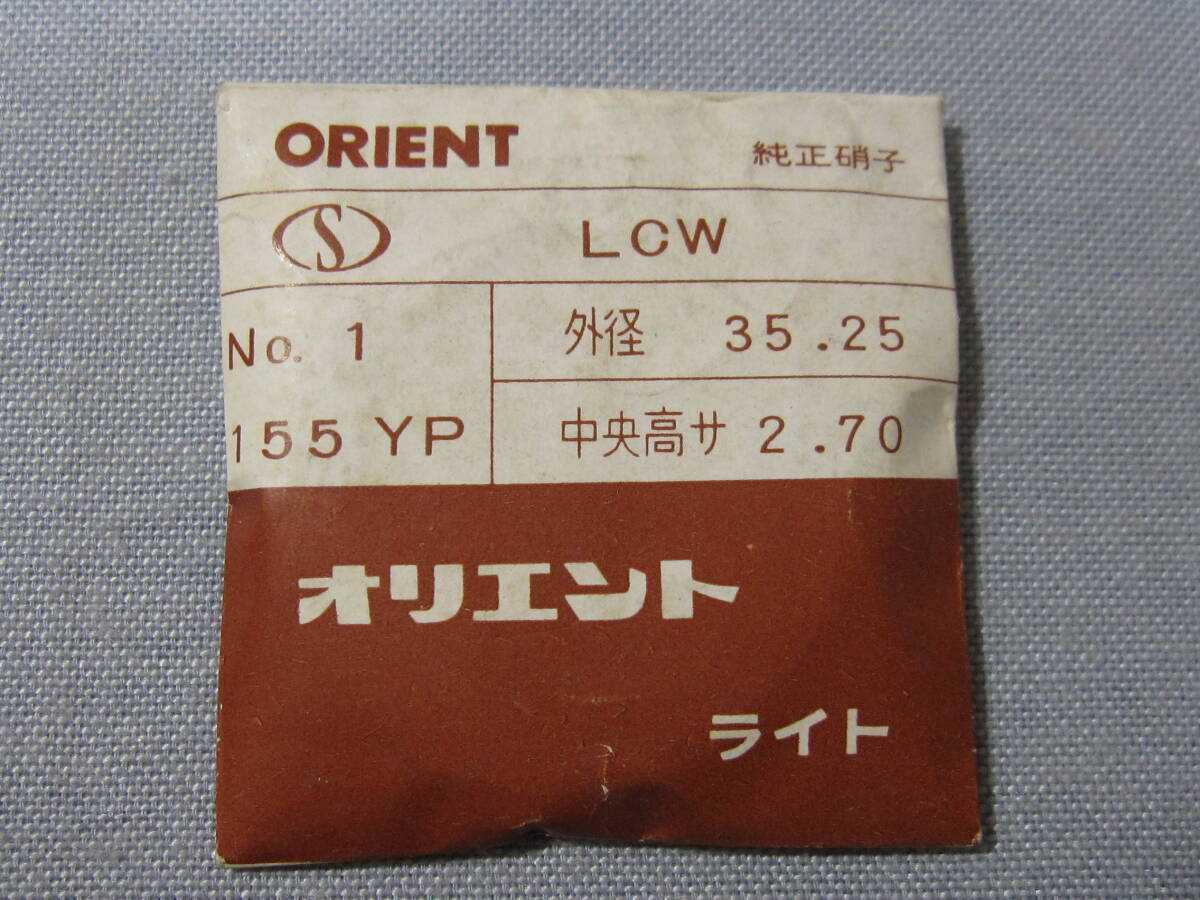 ORIENT 純正硝子
S LCW
No. 1 外径 35.25
155 YP 中央高サ 2.70
オリエント
ライト